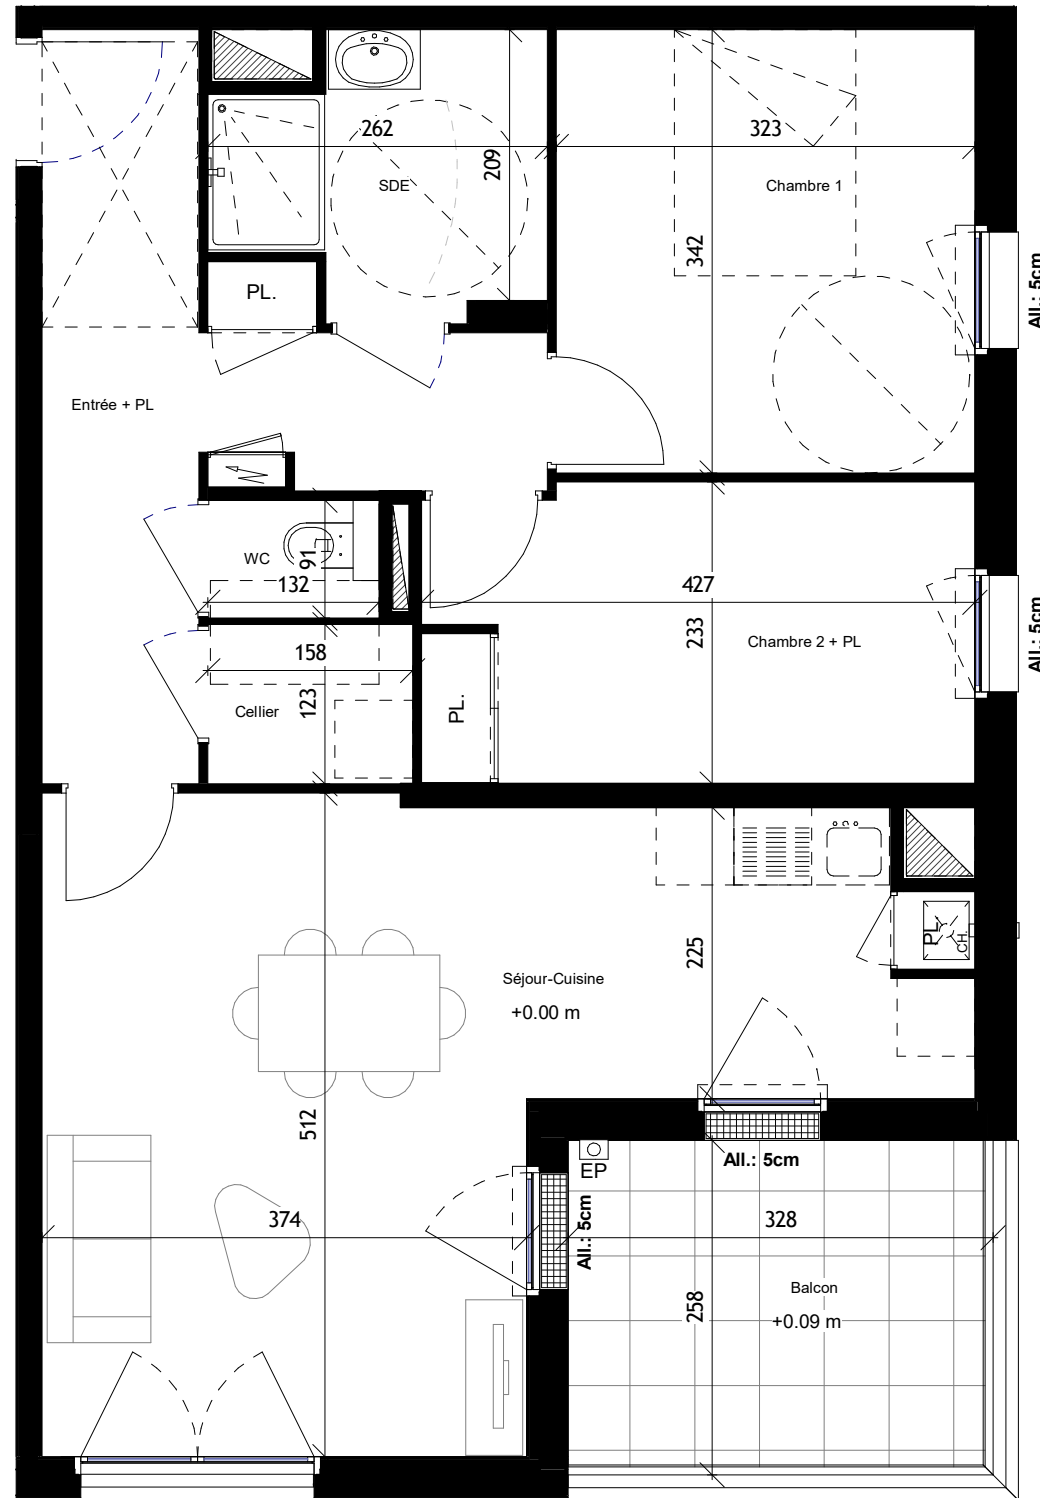 262
209
SDE
323
342
Chambre 1
All.: 5cm
PL.
Entrée + PL
WC
91
132
427
233
Chambre 2 + PL
All.: 5cm
158
123
Cellier
PL.
225
PL.
CH.
Séjour-Cuisine
+0.00 m
512
374
EP
All.: 5cm
All.: 5cm
328
258
Balcon
+0.09 m